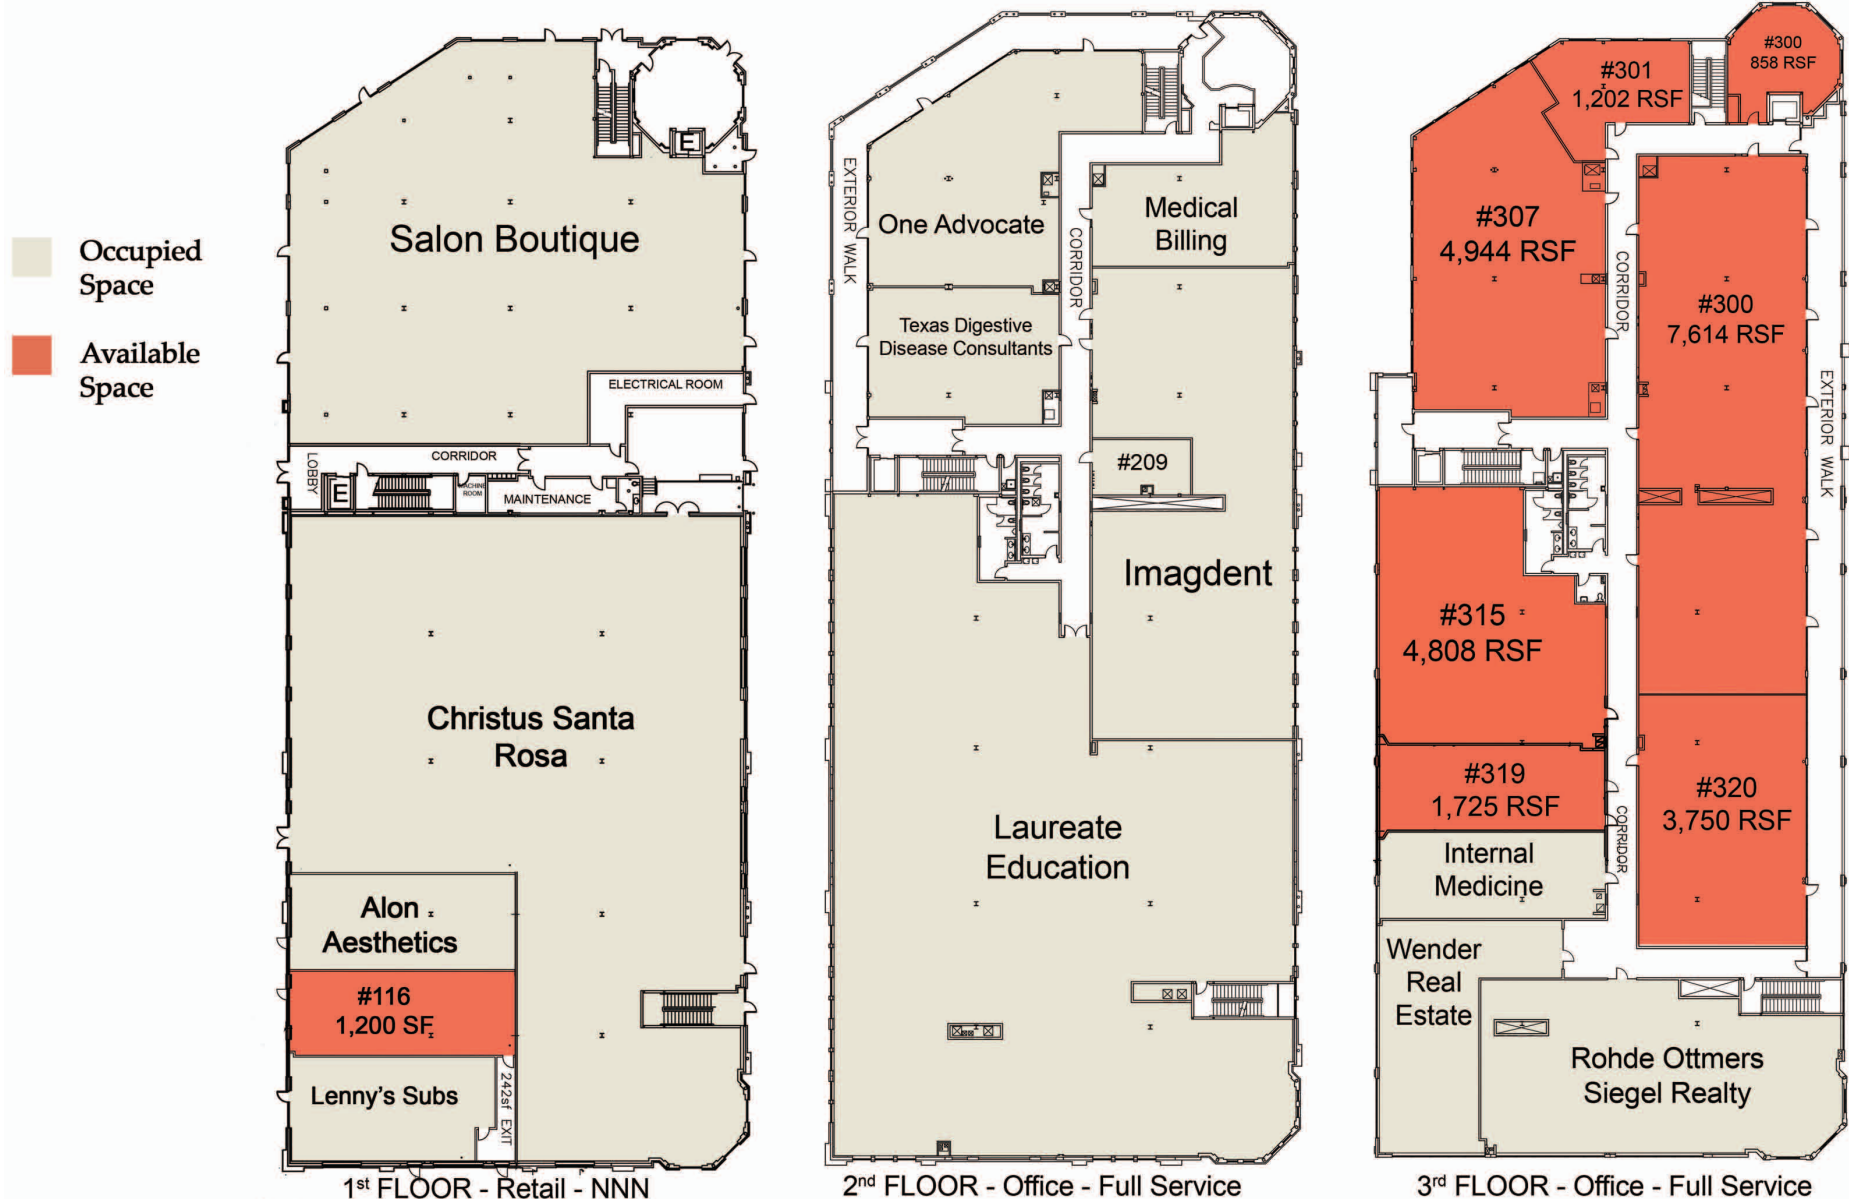 Occupied
Space
Available
Space
Salon Boutique
ELECTRICAL ROOM
CORRIDOR
LOBBY
E
E
MACHINE
ROOM
MAINTENANCE
Christus Santa
Rosa
Alon
Aesthetics
#116
1,200 SF
Lenny's Subs
242sf EXIT
1st FLOOR - Retail - NNN
EXTERIOR WALK
One Advocate
CORRIDOR
Medical
Billing
Texas Digestive
Disease Consultants
#209
Imagdent
Laureate
Education
2nd FLOOR - Office - Full Service
#300
858 RSF
#301
1,202 RSF
#307
4,944 RSF
CORRIDOR
#300
7,614 RSF
EXTERIOR WALK
#315
4,808 RSF
#319
1,725 RSF
#320
3,750 RSF
CORRIDOR
Internal
Medicine
Wender
Real
Estate
Rohde Ottmers
Siegel Realty
3rd FLOOR - Office - Full Service